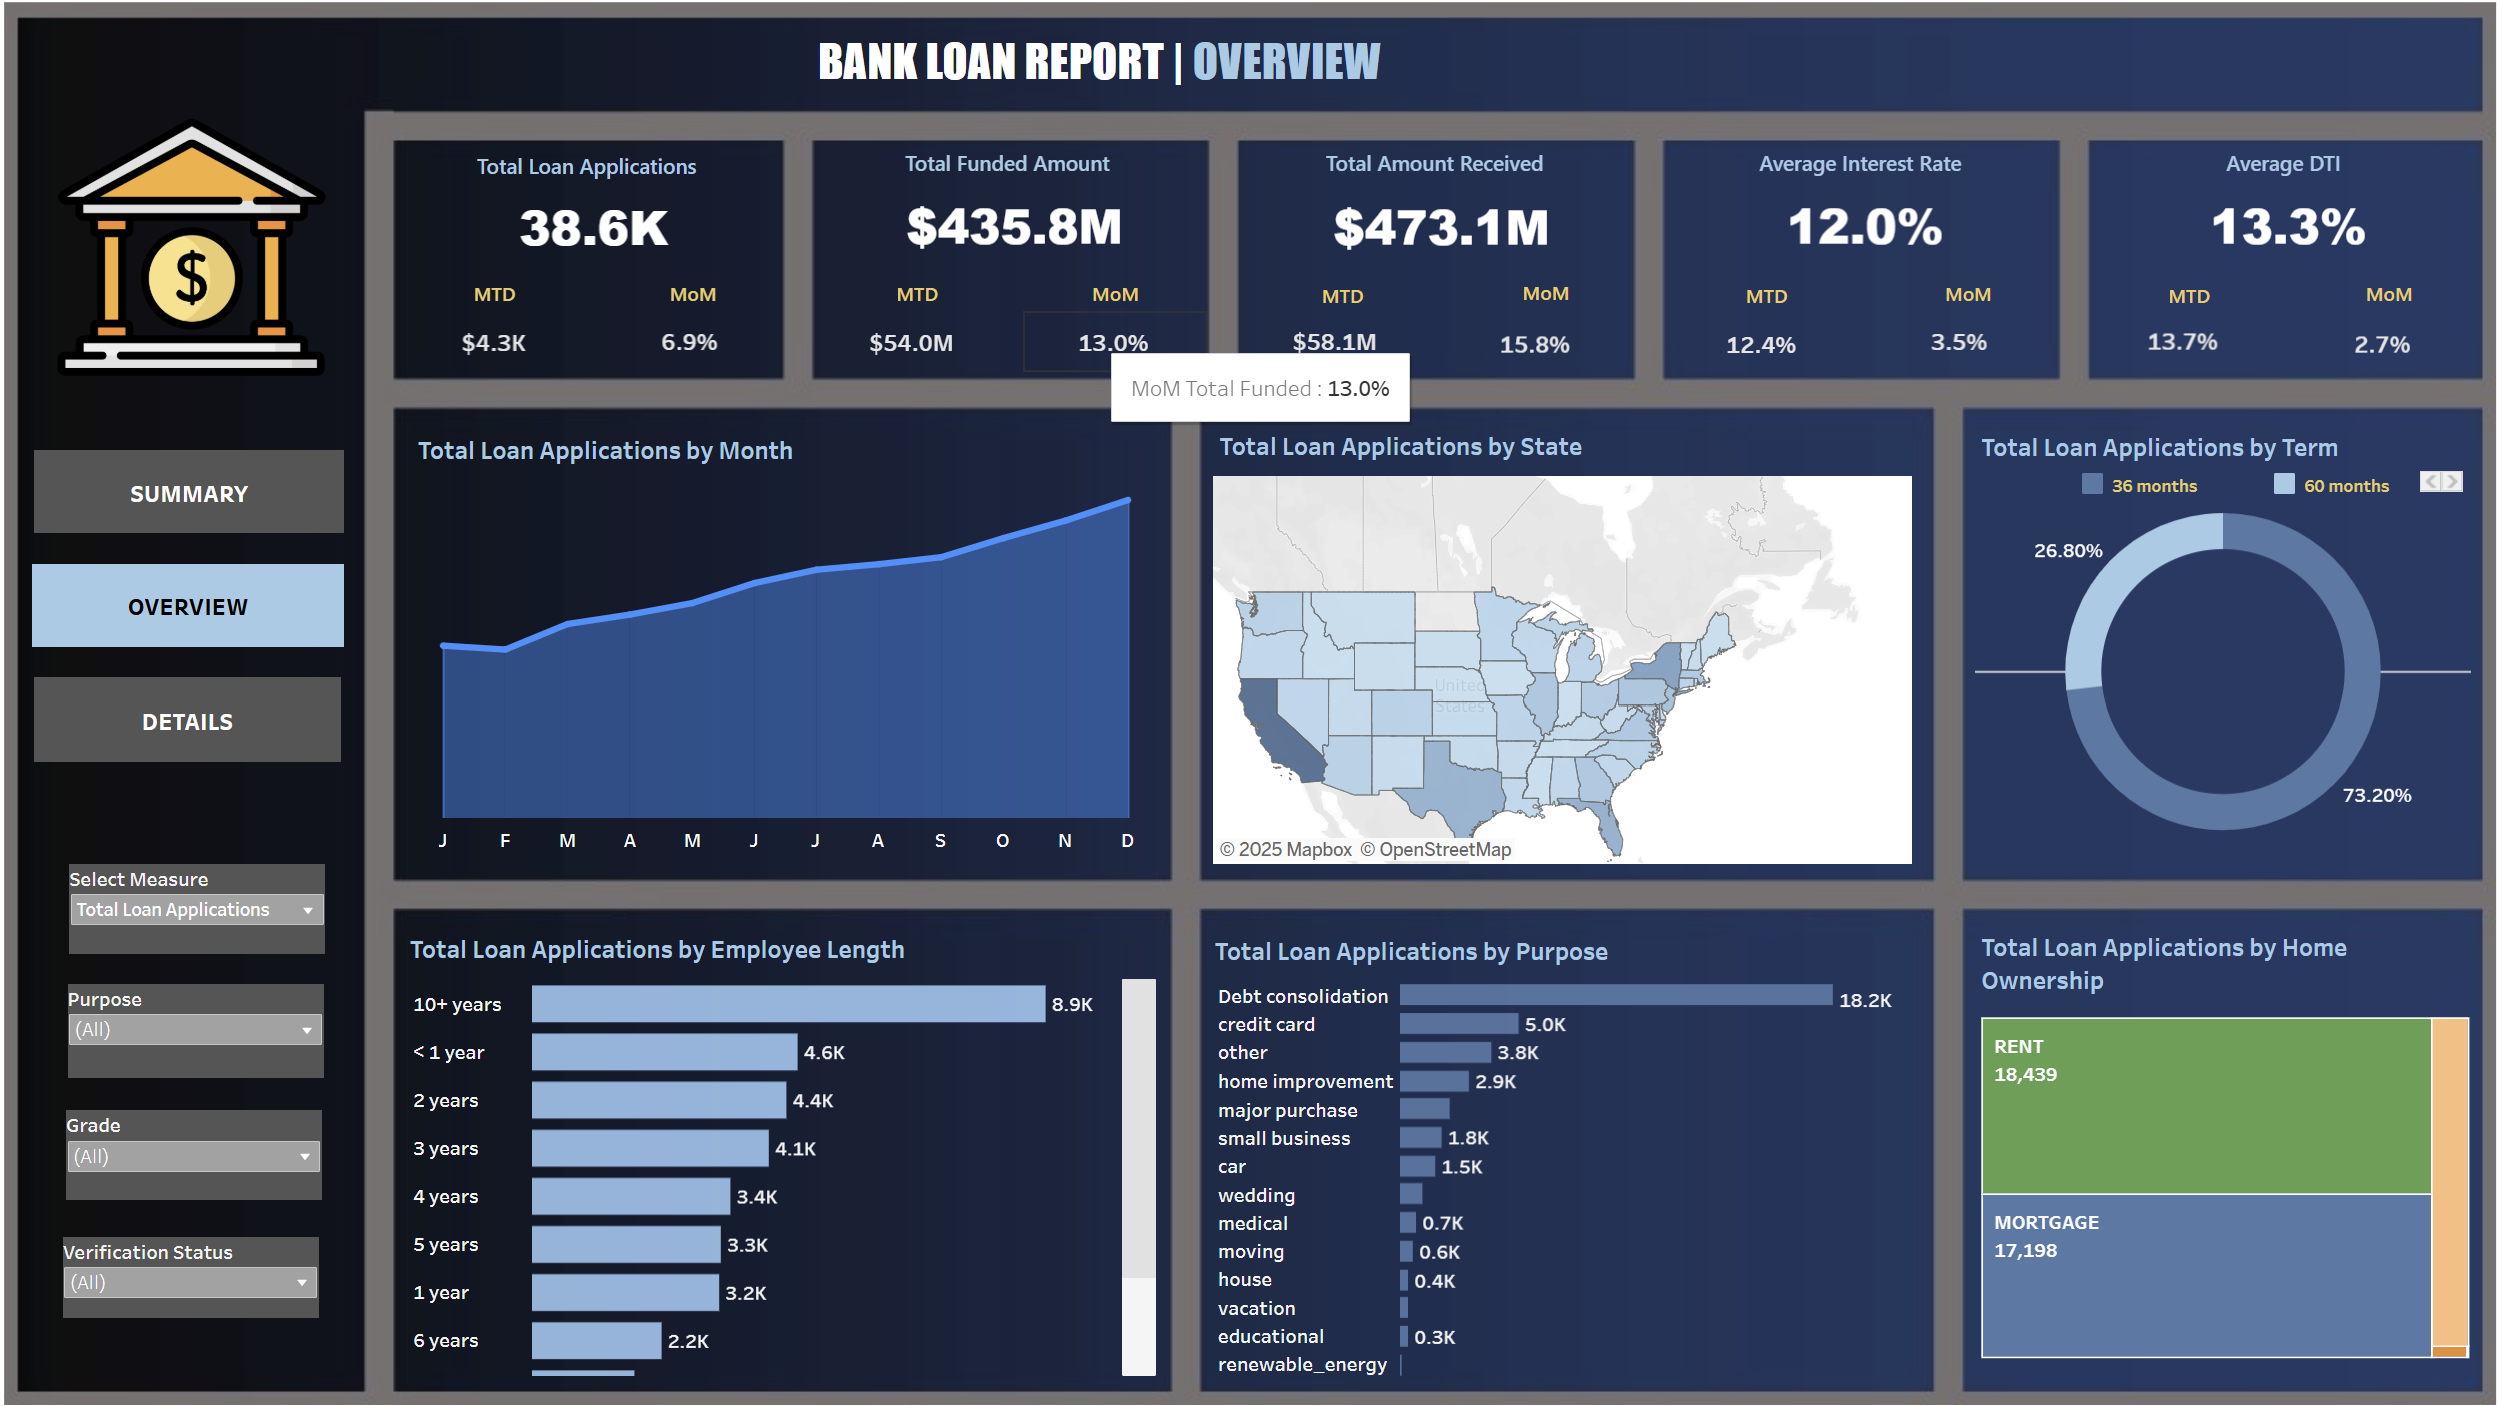 BANK LOAN REPORT | OVERVIEW
$
SUMMARY
OVERVIEW
DETAILS
Select Measure
Total Loan Applications
Purpose
(All)
Grade
(All)
Verification Status
(All)
Total Loan Applications
38.6K
MTD MoM
$4.3K 6.9%
Total Funded Amount
$435.8M
MTD MoM
$54.0M 13.0%
Total Amount Received
$473.1M
MTD MoM
$58.1M 15.8%
Average Interest Rate
12.0%
MTD MoM
12.4% 3.5%
Average DTI
13.3%
MTD MoM
13.7% 2.7%
MoM Total Funded : 13.0%
Total Loan Applications by Month
J F M A M J J A S O N D
Total Loan Applications by State
United
States
© 2025 Mapbox © OpenStreetMap
Total Loan Applications by Term
36 months 60 months
26.80%
73.20%
Total Loan Applications by Employee Length
10+ years 8.9K
< 1 year 4.6K
2 years 4.4K
3 years 4.1K
4 years 3.4K
5 years 3.3K
1 year 3.2K
6 years 2.2K
Total Loan Applications by Purpose
Debt consolidation 18.2K
credit card 5.0K
other 3.8K
home improvement 2.9K
major purchase
small business 1.8K
car 1.5K
wedding
medical 0.7K
moving 0.6K
house 0.4K
vacation
educational 0.3K
renewable_energy
Total Loan Applications by Home
Ownership
RENT
18,439
MORTGAGE
17,198